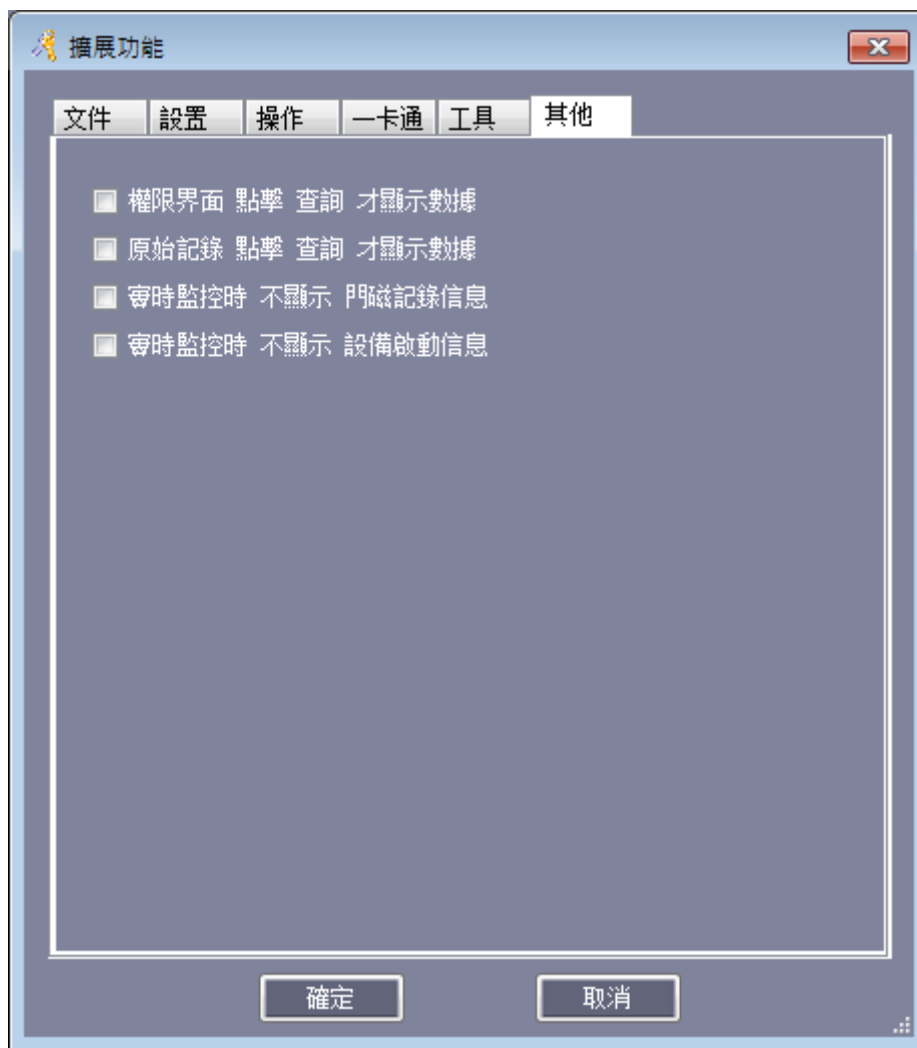 擴展功能
文件 設置 操作 一卡通 工具 其他
權限界面 點擊 查詢 才顯示數據
原始記錄 點擊 查詢 才顯示數據
實時監控時 不顯示 門磁記錄信息
實時監控時 不顯示 設備啟動信息
確定 取消